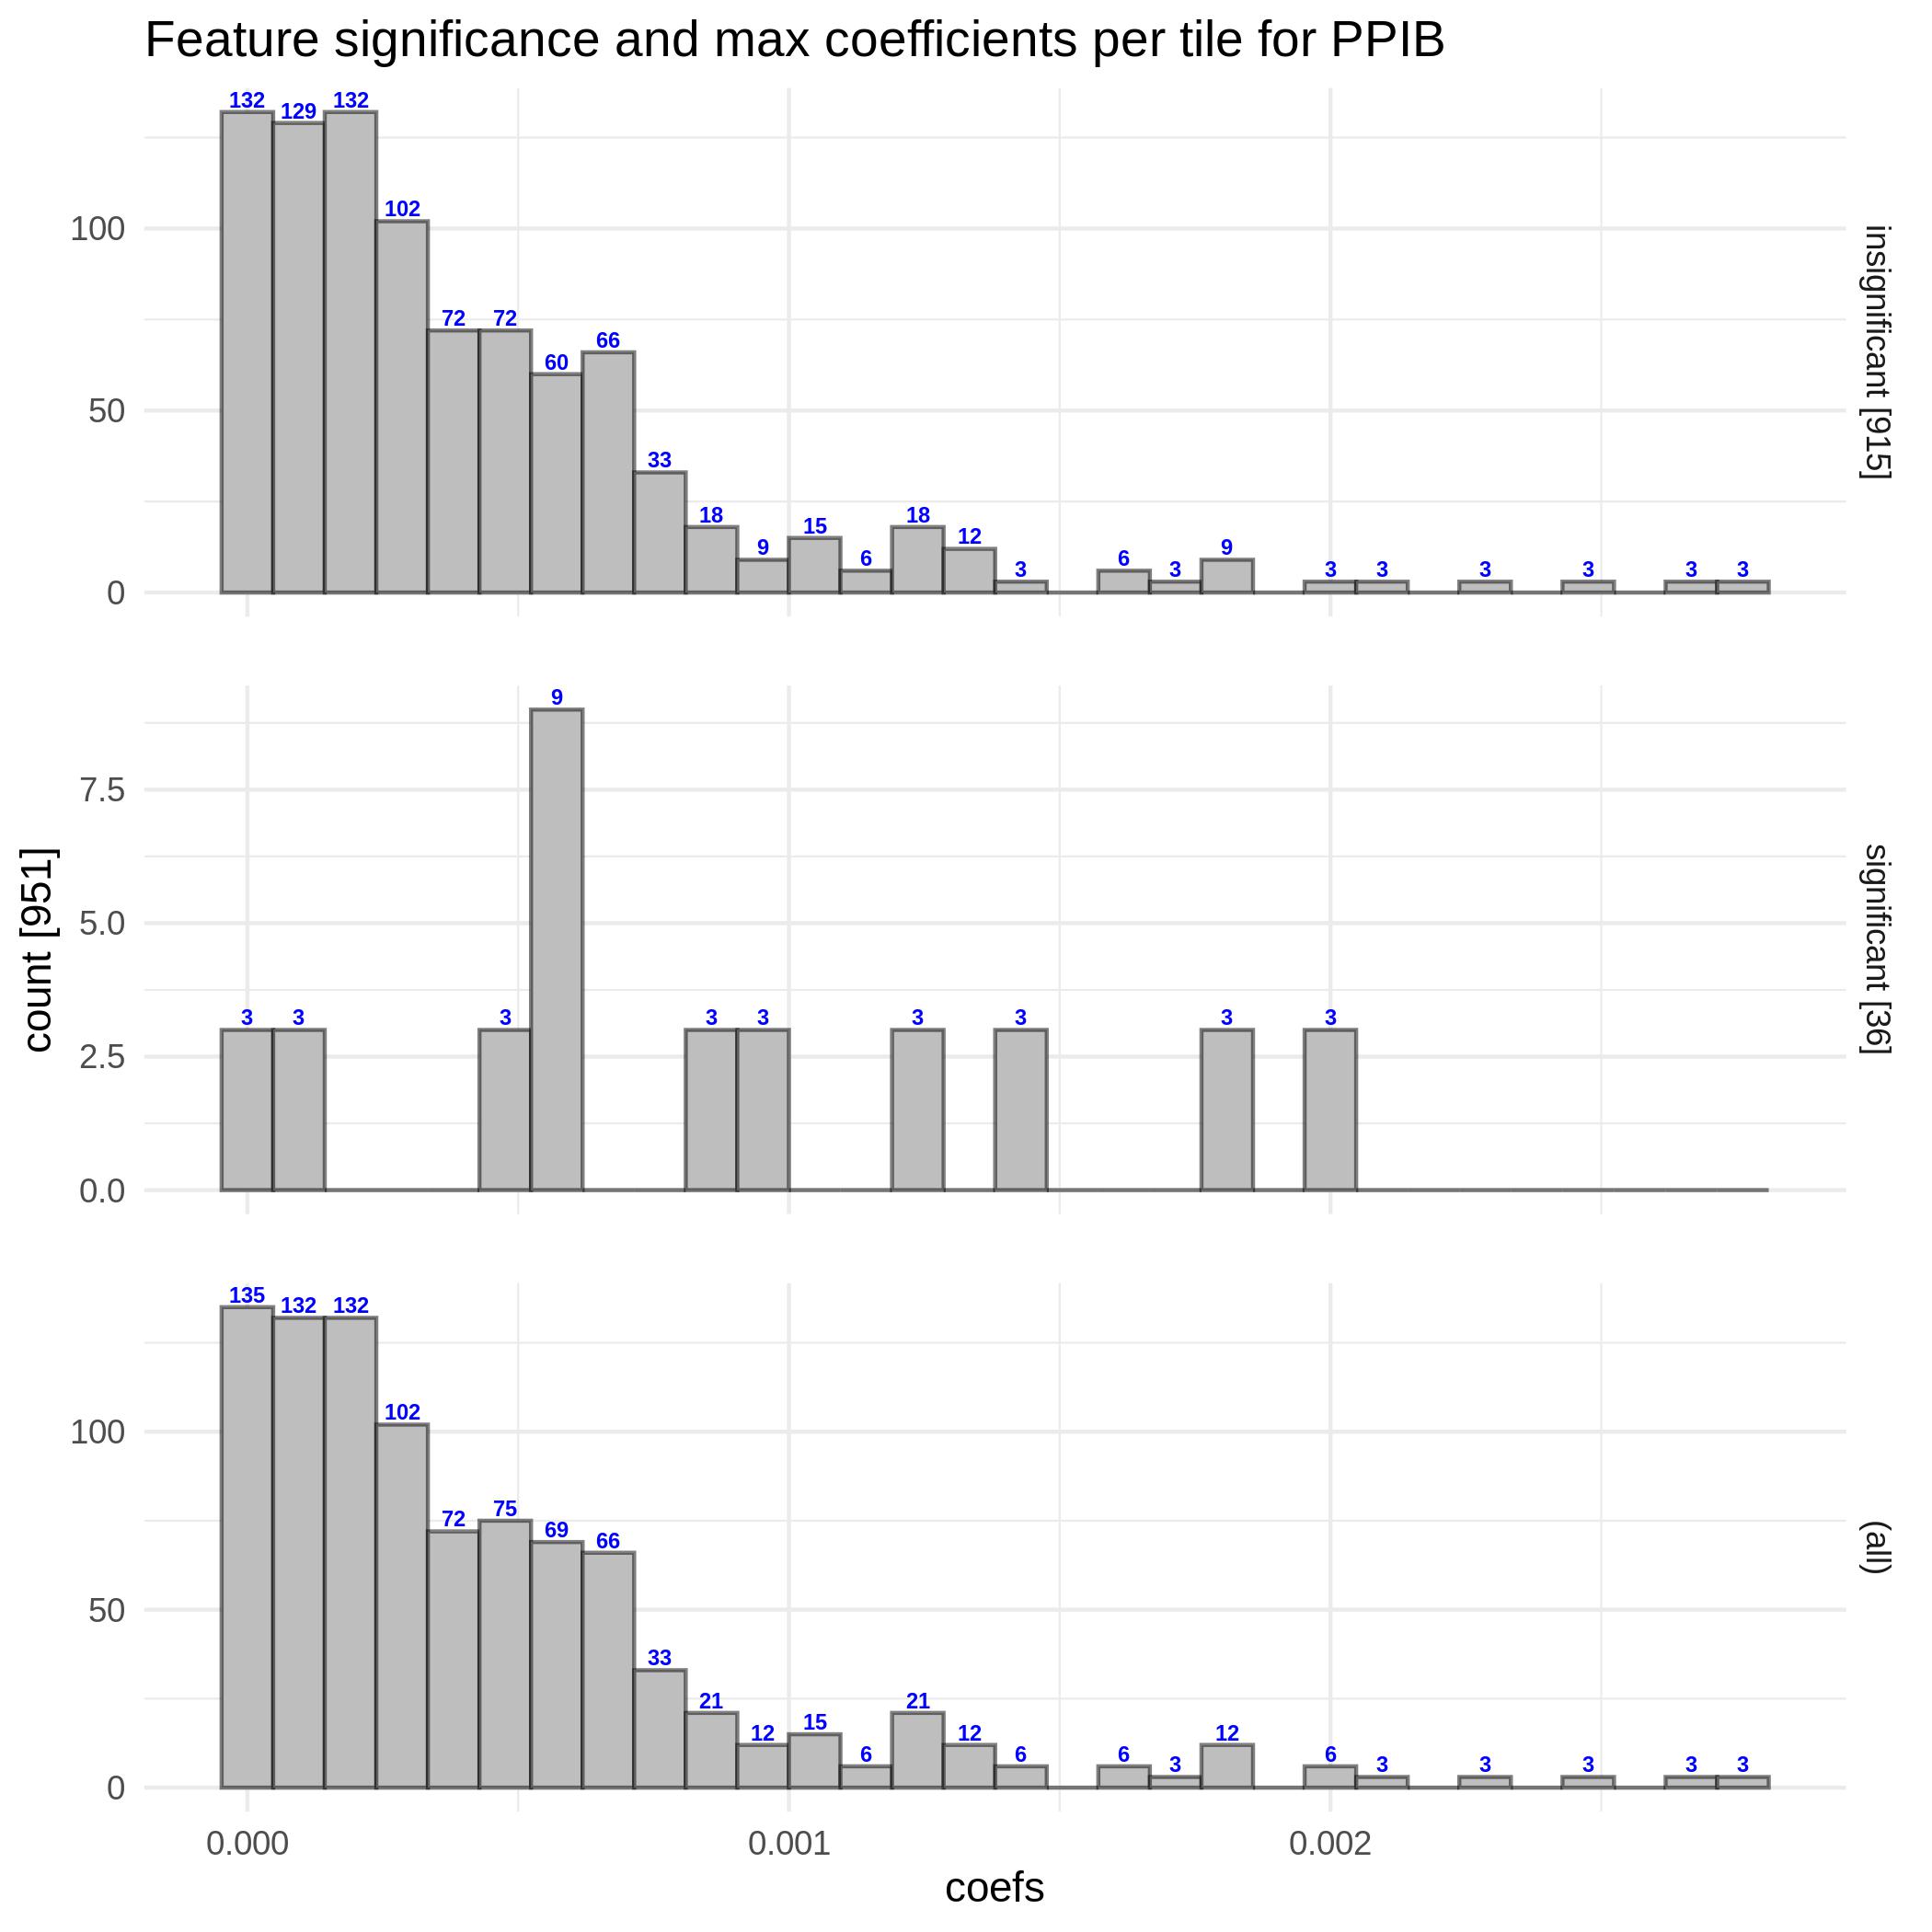 Feature significance and max coefficients per tile for PPIB
132 129 132 102 72 72 60 66 33 18 9 15 6 18 12 3 6 3 9 3 3 3 3 3 3
100
50
0
insignificant [915]
9
3 3 3 3 3 3 3 3 3
7.5
5.0
2.5
0.0
significant [36]
count [951]
135 132 132 102 72 75 69 66 33 21 12 15 6 21 12 6 6 3 12 6 3 3 3 3 3
100
50
0
(all)
0.000 0.001 0.002
coefs